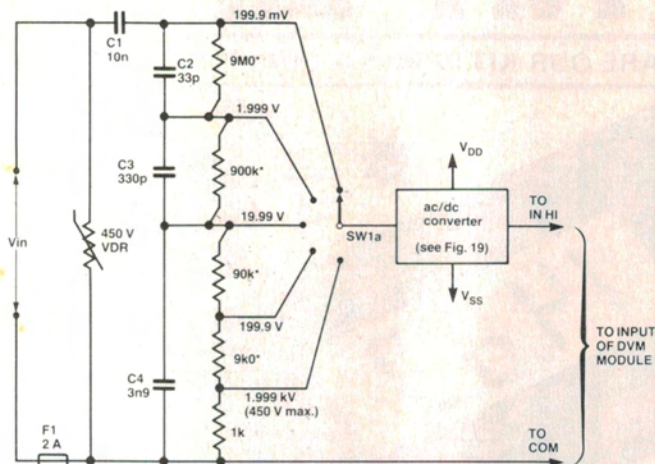 199.9 mV
C1
10n
9M0*
C2
33p
1.999 V
C3
330p
900k*
V_DD
19.99 V
ac/dc
converter
(see Fig. 19)
TO
IN HI
450 V
VDR
Vin
SW1a
90k*
V_SS
199.9 V
TO INPUT
OF DVM
MODULE
9k0*
C4
3n9
1.999 kV
(450 V max.)
F1
2 A
1k
TO
COM